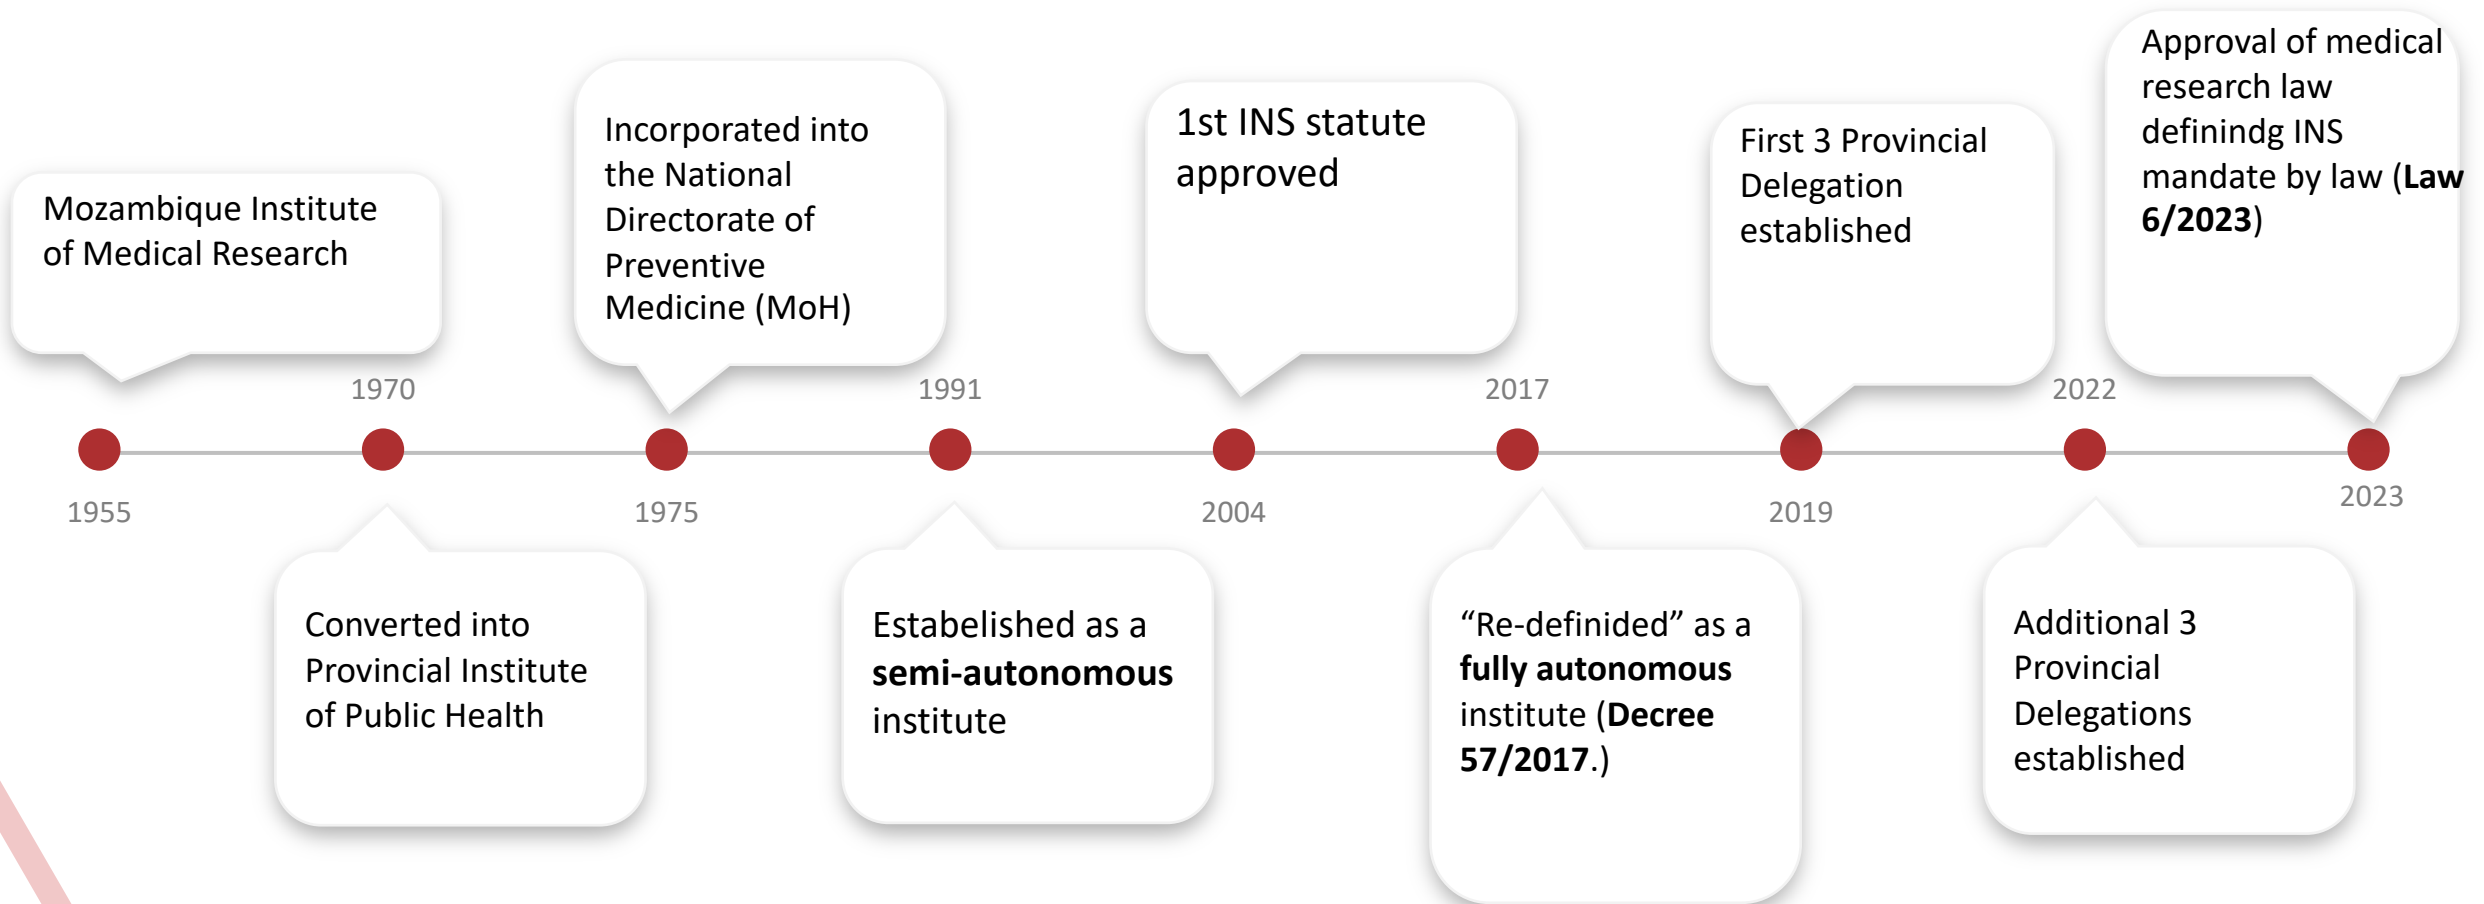 Mozambique Institute
of Medical Research
1955
1970
Converted into
Provincial Institute
of Public Health
Incorporated into
the National
Directorate of
Preventive
Medicine (MoH)
1975
1991
Estabelished as a
semi-autonomous
institute
1st INS statute
approved
2004
2017
“Re-definided” as a
fully autonomous
institute (Decree
57/2017.)
First 3 Provincial
Delegation
established
2019
2022
Additional 3
Provincial
Delegations
established
Approval of medical
research law
definindg INS
mandate by law (Law
6/2023)
2023